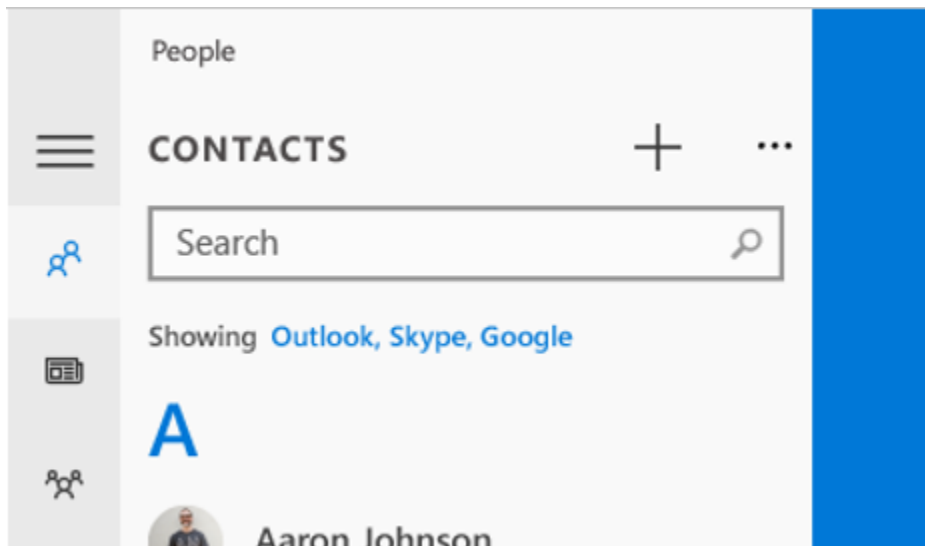 People
CONTACTS
Search
Showing Outlook, Skype, Google
A
Aaron Johnson